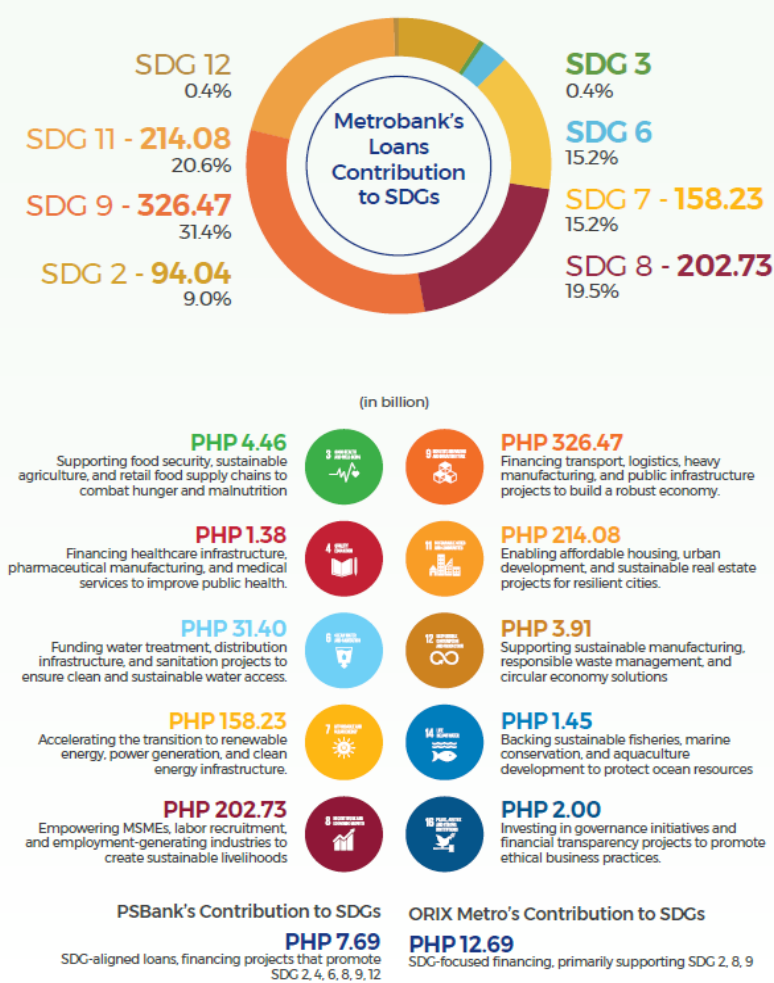 SDG 12
0.4%
SDG 11 - 214.08
20.6%
SDG 9 - 326.47
31.4%
SDG 2 - 94.04
9.0%
Metrobank's
Loans
Contribution
to SDGs
SDG 3
0.4%
SDG 6
15.2%
SDG 7 - 158.23
15.2%
SDG 8 - 202.73
19.5%
(in billion)
PHP 4.46
Supporting food security, sustainable
agriculture, and retail food supply chains to
combat hunger and malnutrition
3
PHP 1.38
Financing healthcare infrastructure,
pharmaceutical manufacturing, and medical
services to improve public health.
4
PHP 31.40
Funding water treatment, distribution
infrastructure, and sanitation projects to
ensure clean and sustainable water access.
6
PHP 158.23
Accelerating the transition to renewable
energy, power generation, and clean
energy infrastructure.
7
PHP 202.73
Empowering MSMEs, labor recruitment,
and employment-generating industries to
create sustainable livelihoods
8
9
PHP 326.47
Financing transport, logistics, heavy
manufacturing, and public infrastructure
projects to build a robust economy.
11
PHP 214.08
Enabling affordable housing, urban
development, and sustainable real estate
projects for resilient cities.
12
PHP 3.91
Supporting sustainable manufacturing,
responsible waste management, and
circular economy solutions
14
PHP 1.45
Backing sustainable fisheries, marine
conservation, and aquaculture
development to protect ocean resources
16
PHP 2.00
Investing in governance initiatives and
financial transparency projects to promote
ethical business practices.
PSBank's Contribution to SDGs
PHP 7.69
SDG-aligned loans, financing projects that promote
SDG 2, 4, 6, 8, 9, 12
ORIX Metro's Contribution to SDGs
PHP 12.69
SDG-focused financing, primarily supporting SDG 2, 8, 9